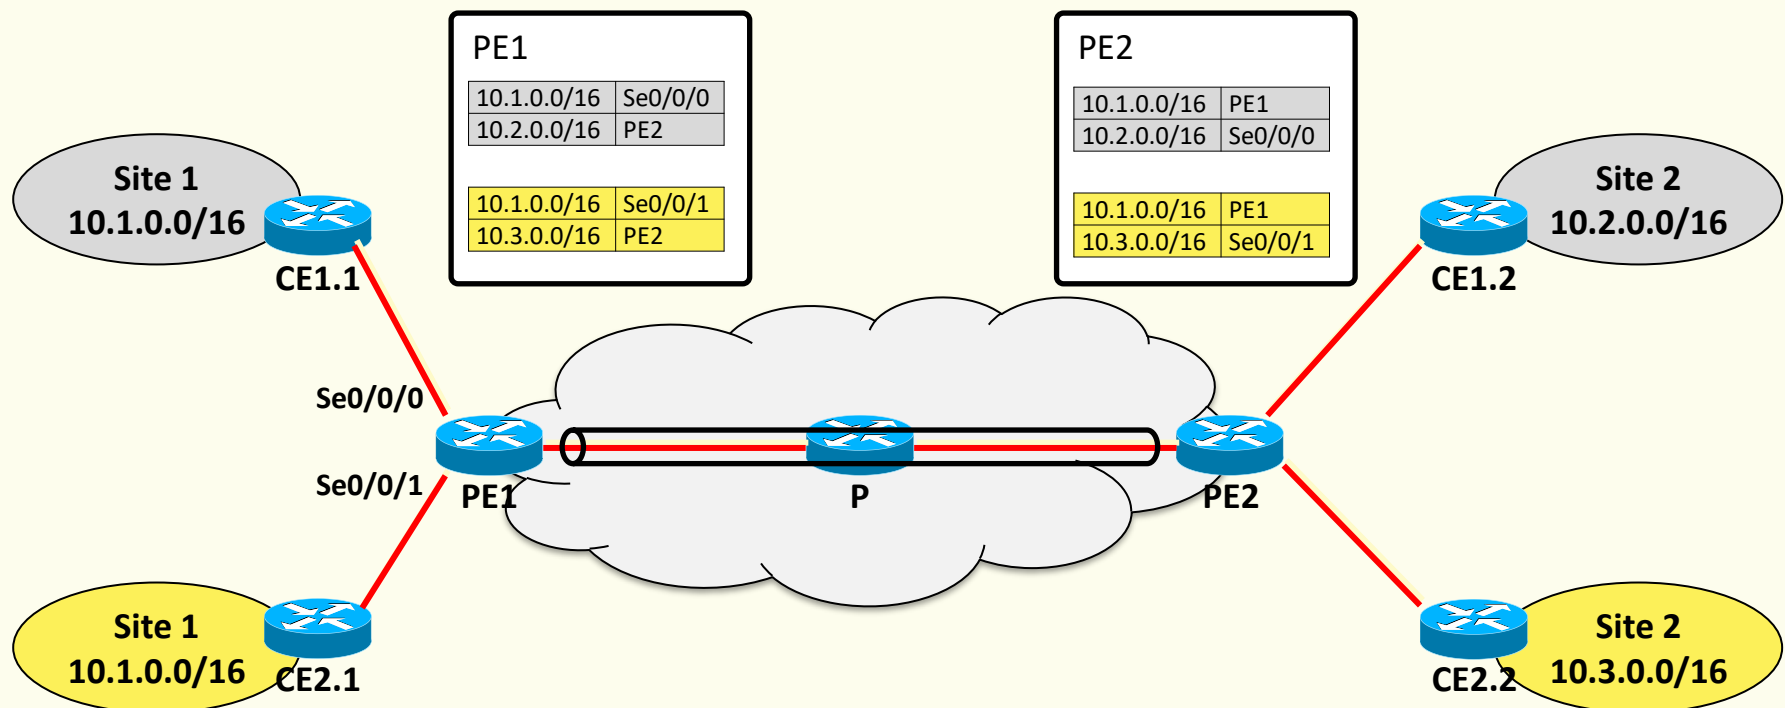 PE1
10.1.0.0/16 Se0/0/0
10.2.0.0/16 PE2
10.1.0.0/16 Se0/0/1
10.3.0.0/16 PE2
PE2
10.1.0.0/16 PE1
10.2.0.0/16 Se0/0/0
10.1.0.0/16 PE1
10.3.0.0/16 Se0/0/1
Site 1
10.1.0.0/16
CE1.1
Site 2
10.2.0.0/16
CE1.2
Se0/0/0
Se0/0/1
PE1
P
PE2
Site 1
10.1.0.0/16
CE2.1
Site 2
10.3.0.0/16
CE2.2